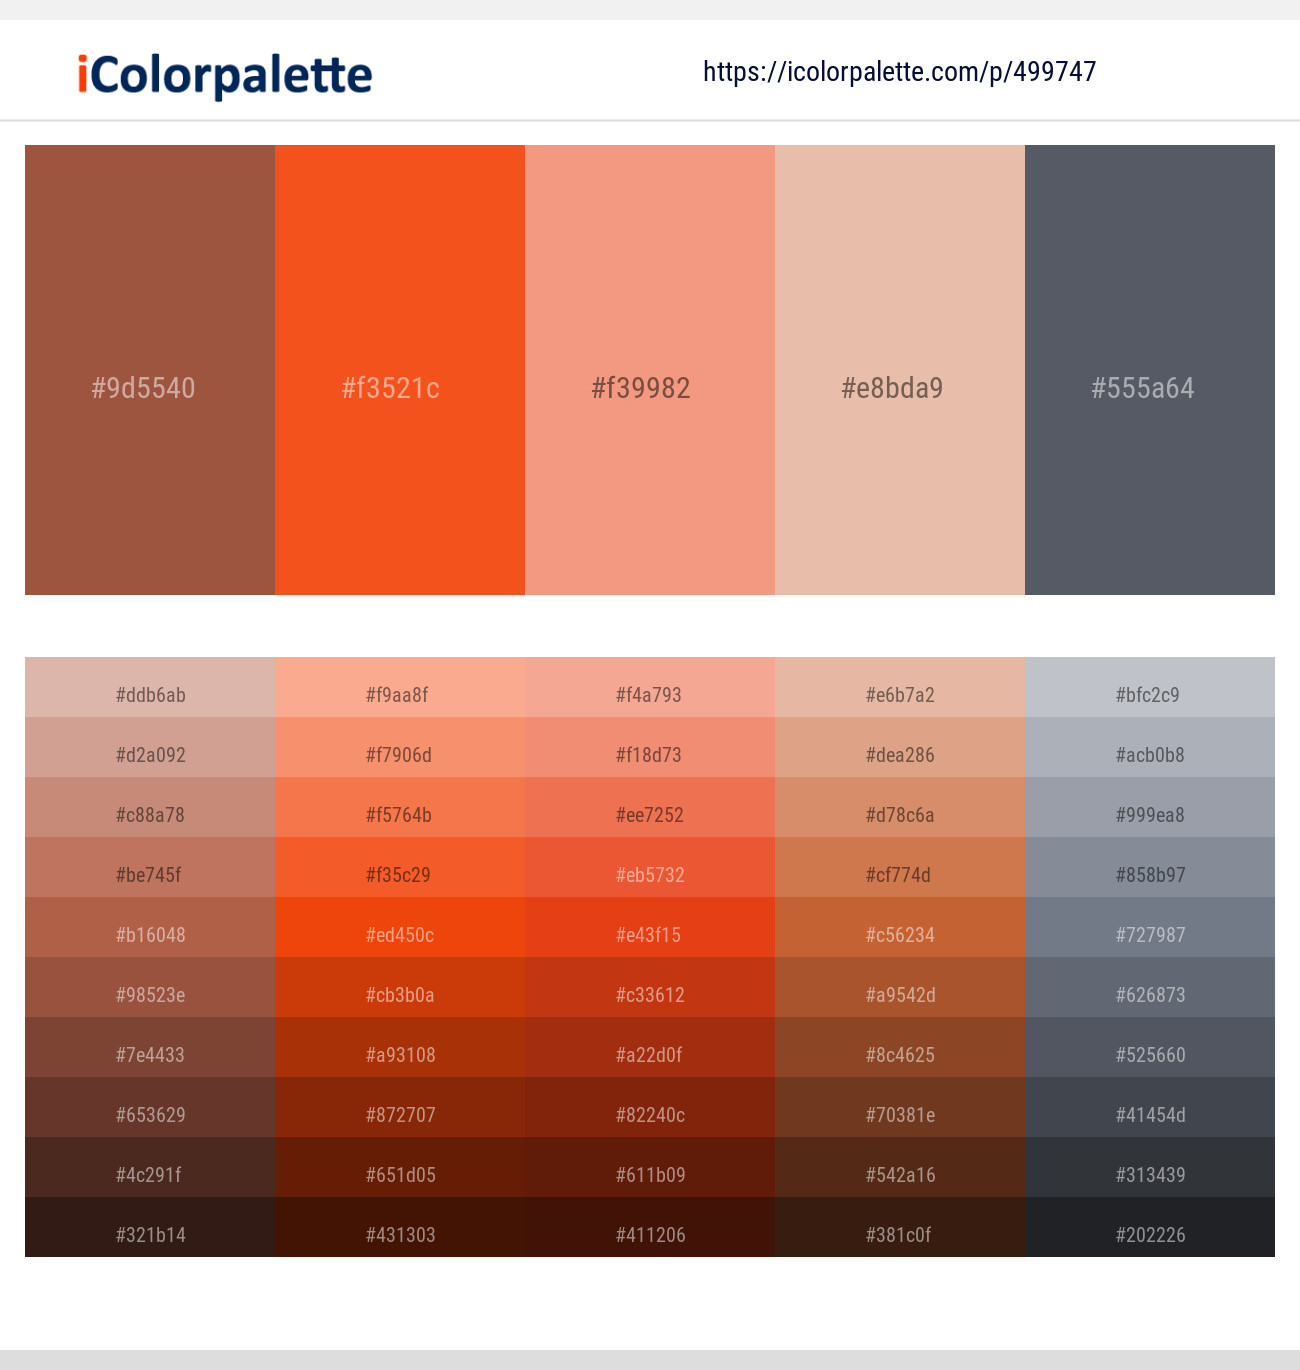 iColorpalette
https://icolorpalette.com/p/499747
#9d5540 #f3521c #f39982 #e8bda9 #555a64
#ddb6ab #f9aa8f #f4a793 #e6b7a2 #bfc2c9
#d2a092 #f7906d #f18d73 #dea286 #acb0b8
#c88a78 #f5764b #ee7252 #d78c6a #999ea8
#be745f #f35c29 #eb5732 #cf774d #858b97
#b16048 #ed450c #e43f15 #c56234 #727987
#98523e #cb3b0a #c33612 #a9542d #626873
#7e4433 #a93108 #a22d0f #8c4625 #525660
#653629 #872707 #82240c #70381e #41454d
#4c291f #651d05 #611b09 #542a16 #313439
#321b14 #431303 #411206 #381c0f #202226